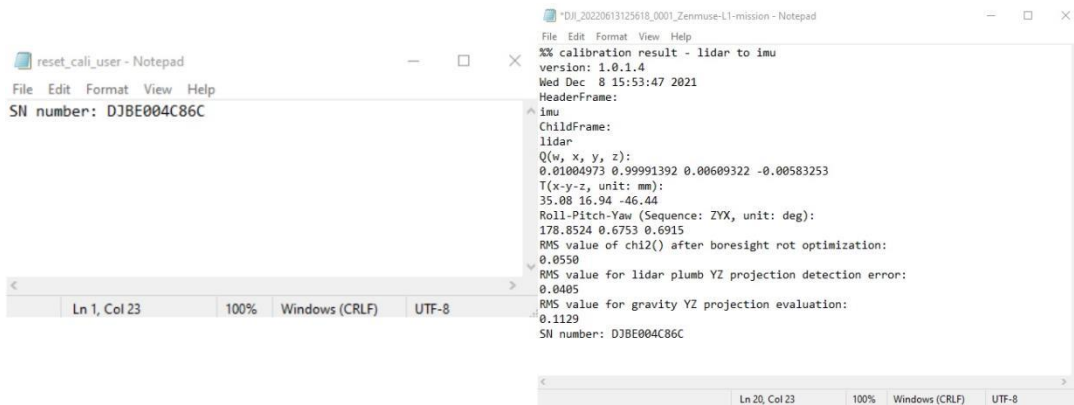 reset_cali_user - Notepad
File Edit Format View Help
SN number: DJBE004C86C
Ln 1, Col 23 100% Windows (CRLF) UTF-8
*DJI_20220613125618_0001_Zenmuse-L1-mission - Notepad
File Edit Format View Help
%% calibration result - lidar to imu
version: 1.0.1.4
Wed Dec  8 15:53:47 2021
HeaderFrame:
imu
ChildFrame:
lidar
Q(w, x, y, z):
0.01004973 0.99991392 0.00609322 -0.00583253
T(x-y-z, unit: mm):
35.08 16.94 -46.44
Roll-Pitch-Yaw (Sequence: ZYX, unit: deg):
178.8524 0.6753 0.6915
RMS value of chi2() after boresight rot optimization:
0.0550
RMS value for lidar plumb YZ projection detection error:
0.0405
RMS value for gravity YZ projection evaluation:
0.1129
SN number: DJBE004C86C
Ln 20, Col 23 100% Windows (CRLF) UTF-8